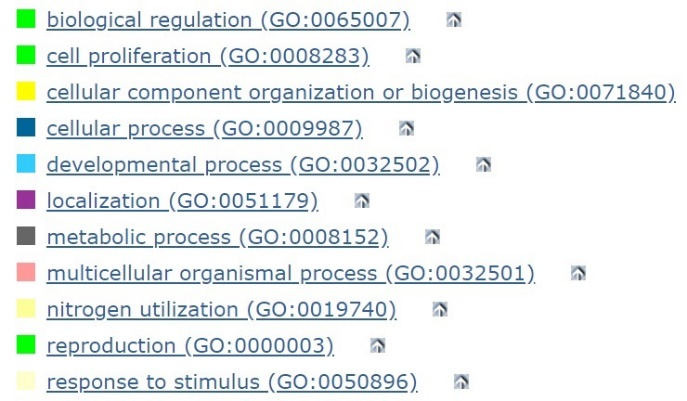 biological regulation (GO:0065007)
cell proliferation (GO:0008283)
cellular component organization or biogenesis (GO:0071840)
cellular process (GO:0009987)
developmental process (GO:0032502)
localization (GO:0051179)
metabolic process (GO:0008152)
multicellular organismal process (GO:0032501)
nitrogen utilization (GO:0019740)
reproduction (GO:0000003)
response to stimulus (GO:0050896)